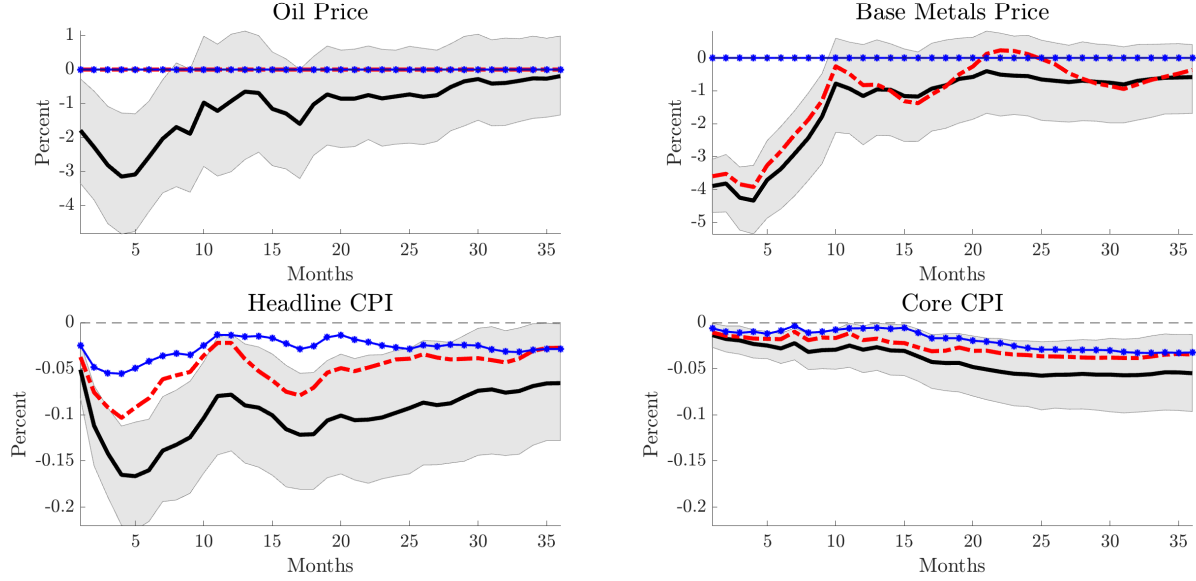 Oil Price
1
0
-1
-2
-3
-4
Percent
5 10 15 20 25 30 35
Months
Base Metals Price
0
-1
-2
-3
-4
-5
Percent
5 10 15 20 25 30 35
Months
Headline CPI
0
-0.05
-0.1
-0.15
-0.2
Percent
5 10 15 20 25 30 35
Months
Core CPI
0
-0.05
-0.1
-0.15
-0.2
Percent
5 10 15 20 25 30 35
Months